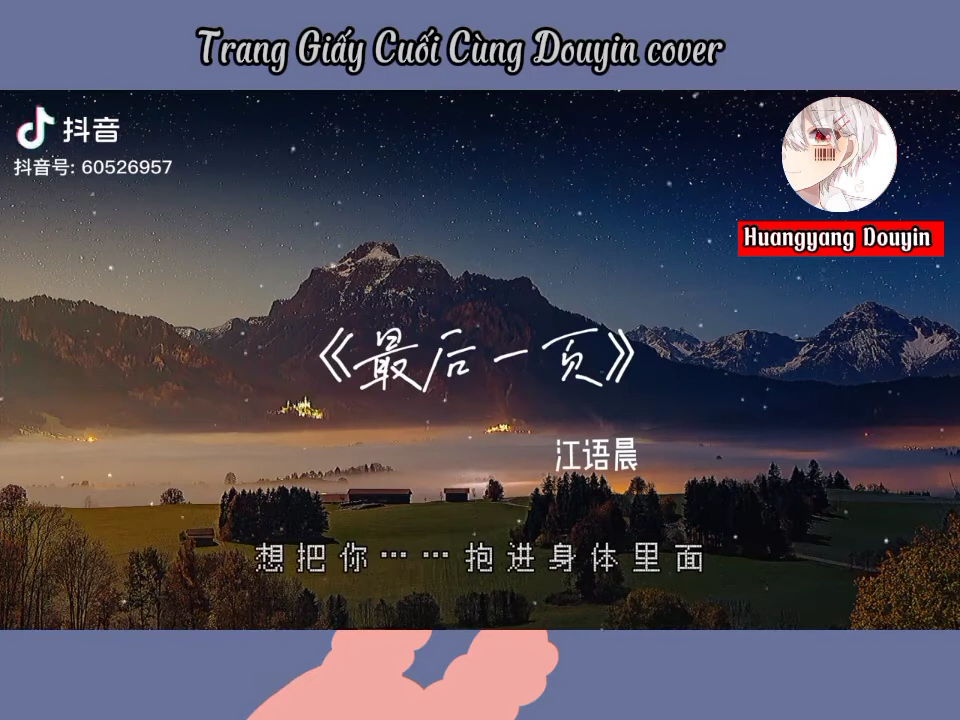 Trang Giấy Cuối Cùng Douyin cover
抖音
抖音号: 60526957
Huangyang Douyin
《最后一页》
江语晨
想把你……抱进身体里面